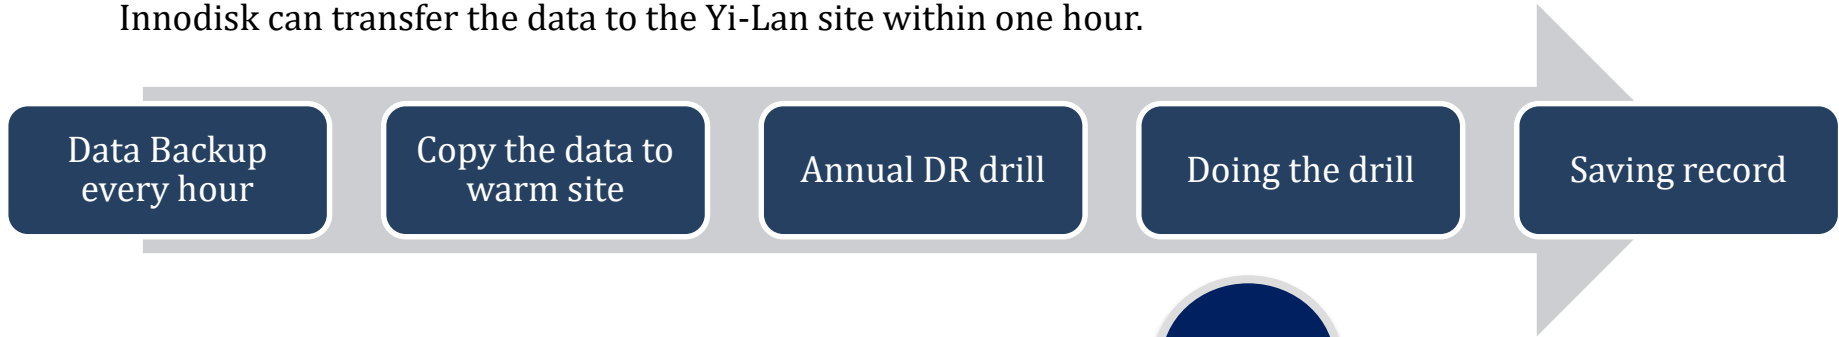 Innodisk can transfer the data to the Yi-Lan site within one hour.
Data Backup
every hour
Copy the data to
warm site
Annual DR drill
Doing the drill
Saving record